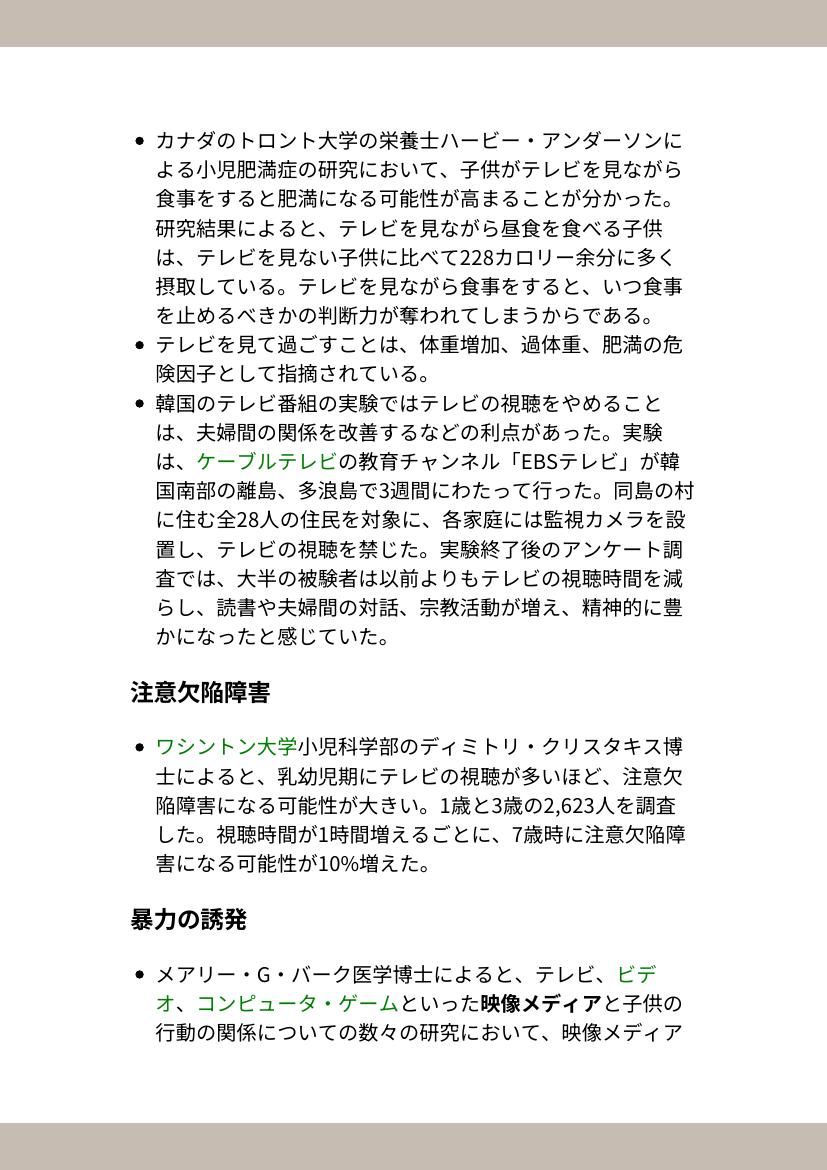 • カナダのトロント大学の栄養士ハービー・アンダーソンに
よる小児肥満症の研究において、子供がテレビを見ながら
食事をすると肥満になる可能性が高まることが分かった。
研究結果によると、テレビを見ながら昼食を食べる子供
は、テレビを見ない子供に比べて228カロリー余分に多く
摂取している。テレビを見ながら食事をすると、いつ食事
を止めるべきかの判断力が奪われてしまうからである。
• テレビを見て過ごすことは、体重増加、過体重、肥満の危
険因子として指摘されている。
• 韓国のテレビ番組の実験ではテレビの視聴をやめること
は、夫婦間の関係を改善するなどの利点があった。実験
は、ケーブルテレビの教育チャンネル「EBSテレビ」が韓
国南部の離島、多浪島で3週間にわたって行った。同島の村
に住む全28人の住民を対象に、各家庭には監視カメラを設
置し、テレビの視聴を禁じた。実験終了後のアンケート調
査では、大半の被験者は以前よりもテレビの視聴時間を減
らし、読書や夫婦間の対話、宗教活動が増え、精神的に豊
かになったと感じていた。
注意欠陥障害
• ワシントン大学小児科学部のディミトリ・クリスタキス博
士によると、乳幼児期にテレビの視聴が多いほど、注意欠
陥障害になる可能性が大きい。1歳と3歳の2,623人を調査
した。視聴時間が1時間増えるごとに、7歳時に注意欠陥障
害になる可能性が10%増えた。
暴力の誘発
• メアリー・G・バーク医学博士によると、テレビ、ビデ
オ、コンピュータ・ゲームといった映像メディアと子供の
行動の関係についての数々の研究において、映像メディア